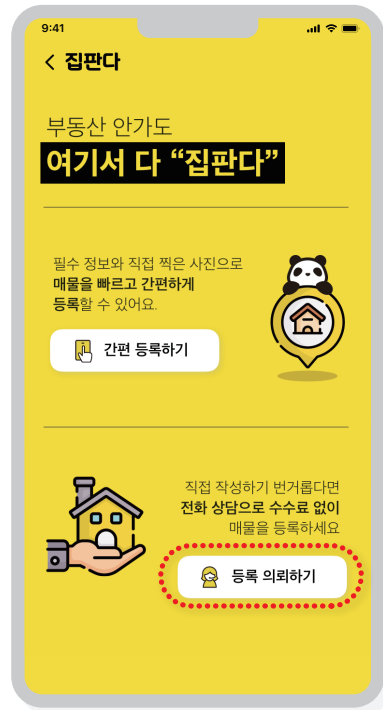 9:41
집판다
부동산 안가도
여기서 다 “집판다”
필수 정보와 직접 찍은 사진으로
매물을 빠르고 간편하게
등록할 수 있어요.
간편 등록하기
직접 작성하기 번거롭다면
전화 상담으로 수수료 없이
매물을 등록하세요
등록 의뢰하기